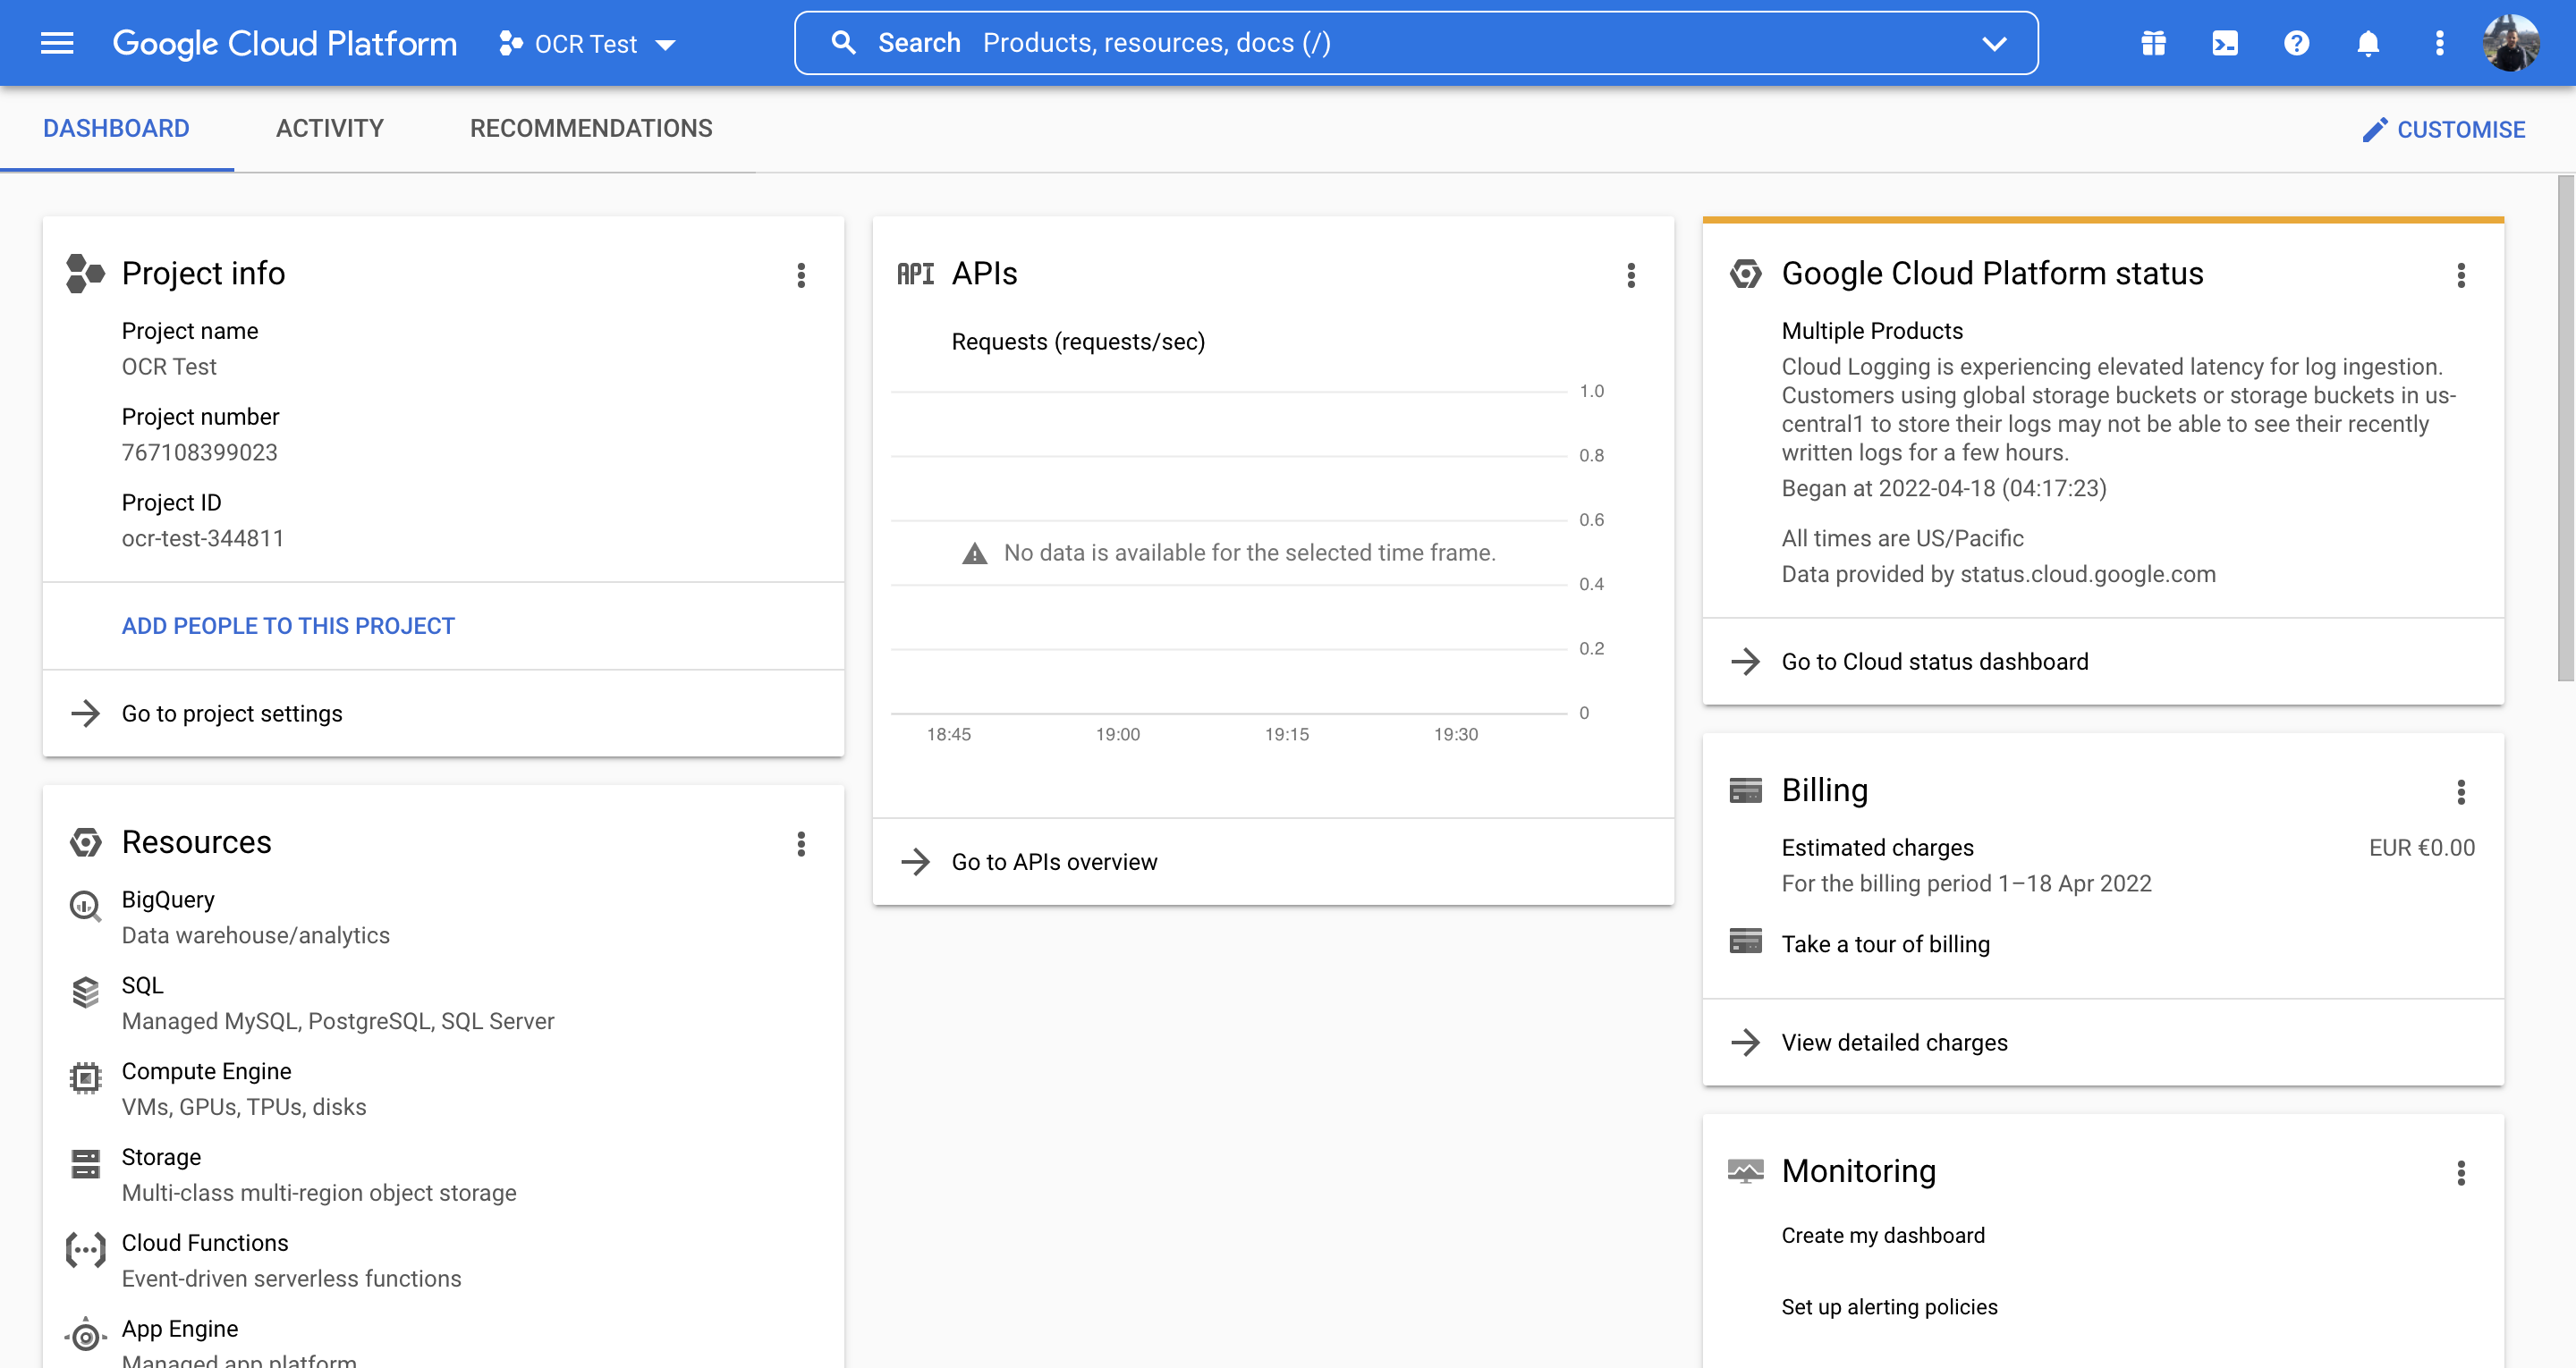 Google Cloud Platform
OCR Test
Search Products, resources, docs (/)
DASHBOARD
ACTIVITY
RECOMMENDATIONS
CUSTOMISE
Project info
Project name
OCR Test
Project number
767108399023
Project ID
ocr-test-344811
ADD PEOPLE TO THIS PROJECT
Go to project settings
Resources
BigQuery
Data warehouse/analytics
SQL
Managed MySQL, PostgreSQL, SQL Server
Compute Engine
VMs, GPUs, TPUs, disks
Storage
Multi-class multi-region object storage
Cloud Functions
Event-driven serverless functions
App Engine
Managed app platform
API APIs
Requests (requests/sec)
1.0
0.8
0.6
No data is available for the selected time frame.
0.4
0.2
0
18:45 19:00 19:15 19:30
Go to APIs overview
Google Cloud Platform status
Multiple Products
Cloud Logging is experiencing elevated latency for log ingestion.
Customers using global storage buckets or storage buckets in us-
central1 to store their logs may not be able to see their recently
written logs for a few hours.
Began at 2022-04-18 (04:17:23)
All times are US/Pacific
Data provided by status.cloud.google.com
Go to Cloud status dashboard
Billing
Estimated charges EUR €0.00
For the billing period 1–18 Apr 2022
Take a tour of billing
View detailed charges
Monitoring
Create my dashboard
Set up alerting policies